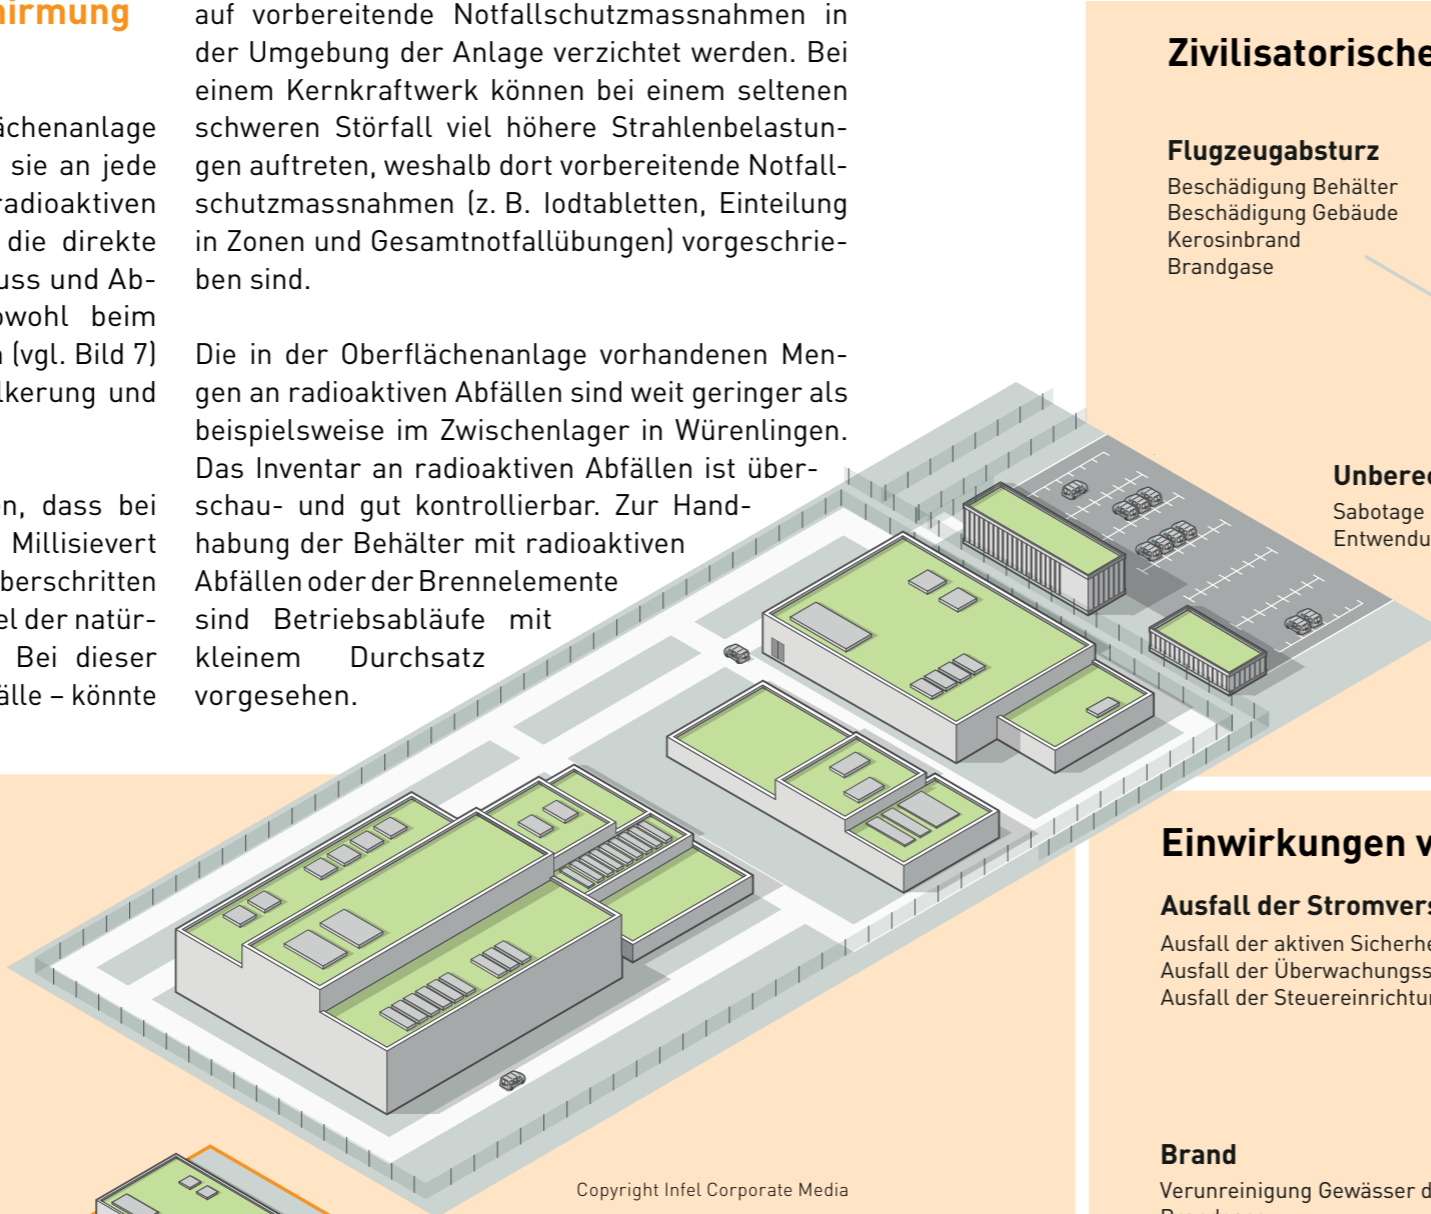 irmung
ächenanlage
sie an jede
radioaktiven
die direkte
uss und Ab-
owohl beim
(vgl. Bild 7)
lkerung und
en, dass bei
Millisievert
berschritten
el der natür-
Bei dieser
älle – könnte
auf vorbereitende Notfallschutzmassnahmen in
der Umgebung der Anlage verzichtet werden. Bei
einem Kernkraftwerk können bei einem seltenen
schweren Störfall viel höhere Strahlenbelastun-
gen auftreten, weshalb dort vorbereitende Notfall-
schutzmassnahmen (z. B. Iodtabletten, Einteilung
in Zonen und Gesamtnotfallübungen) vorgeschrie-
ben sind.
Die in der Oberflächenanlage vorhandenen Men-
gen an radioaktiven Abfällen sind weit geringer als
beispielsweise im Zwischenlager in Würenlingen.
Das Inventar an radioaktiven Abfällen ist über-
schau- und gut kontrollierbar. Zur Hand-
habung der Behälter mit radioaktiven
Abfällen oder der Brennelemente
sind Betriebsabläufe mit
kleinem Durchsatz
vorgesehen.
Zivilisatorische
Flugzeugabsturz
Beschädigung Behälter
Beschädigung Gebäude
Kerosinbrand
Brandgase
Unbered
Sabotage
Entwendu
Einwirkungen v
Ausfall der Stromvers
Ausfall der aktiven Sicherhe
Ausfall der Überwachungss
Ausfall der Steuereinrichtun
Brand
Verunreinigung Gewässer d
Copyright Infel Corporate Media